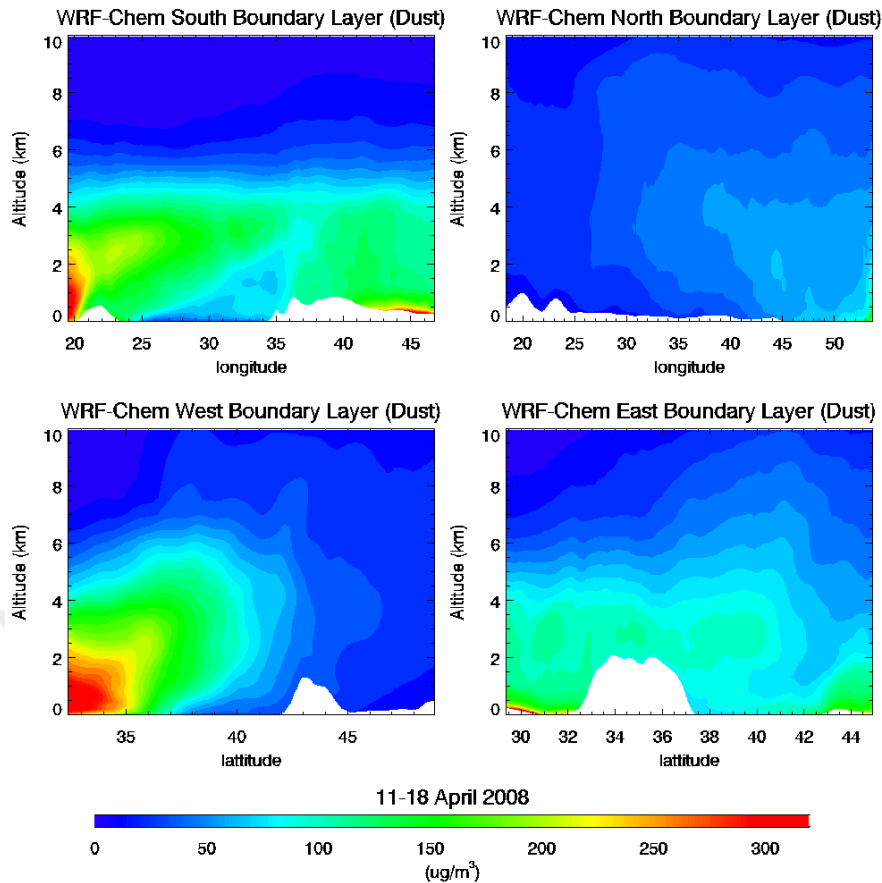 WRF-Chem South Boundary Layer (Dust)
10
8
6
4
2
0
Altitude (km)
20 25 30 35 40 45
longitude
WRF-Chem North Boundary Layer (Dust)
10
8
6
4
2
0
Altitude (km)
20 25 30 35 40 45 50
longitude
WRF-Chem West Boundary Layer (Dust)
10
8
6
4
2
0
Altitude (km)
35 40 45
lattitude
WRF-Chem East Boundary Layer (Dust)
10
8
6
4
2
0
Altitude (km)
30 32 34 36 38 40 42 44
lattitude
11-18 April 2008
0 50 100 150 200 250 300
(ug/m³)